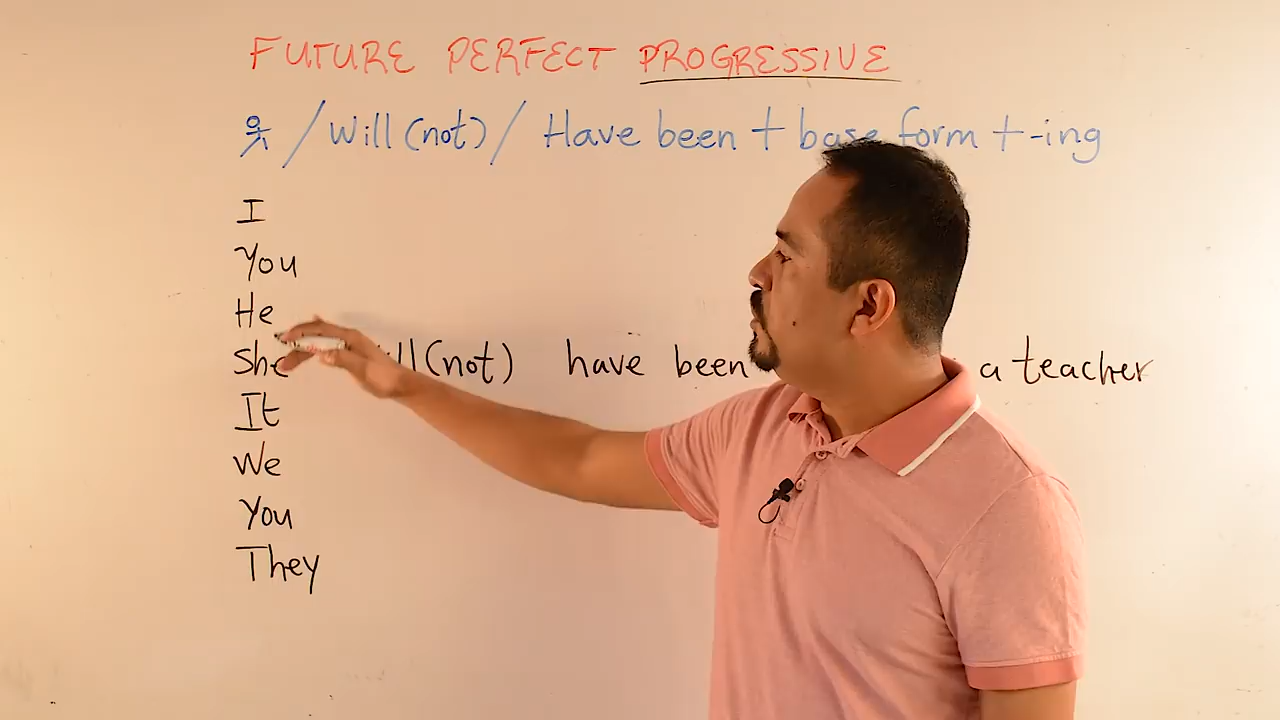 FUTURE PERFECT PROGRESSIVE
/ Will (not) / Have been + base form + -ing
I
You
He
She will (not) have been a teacher
It
We
You
They